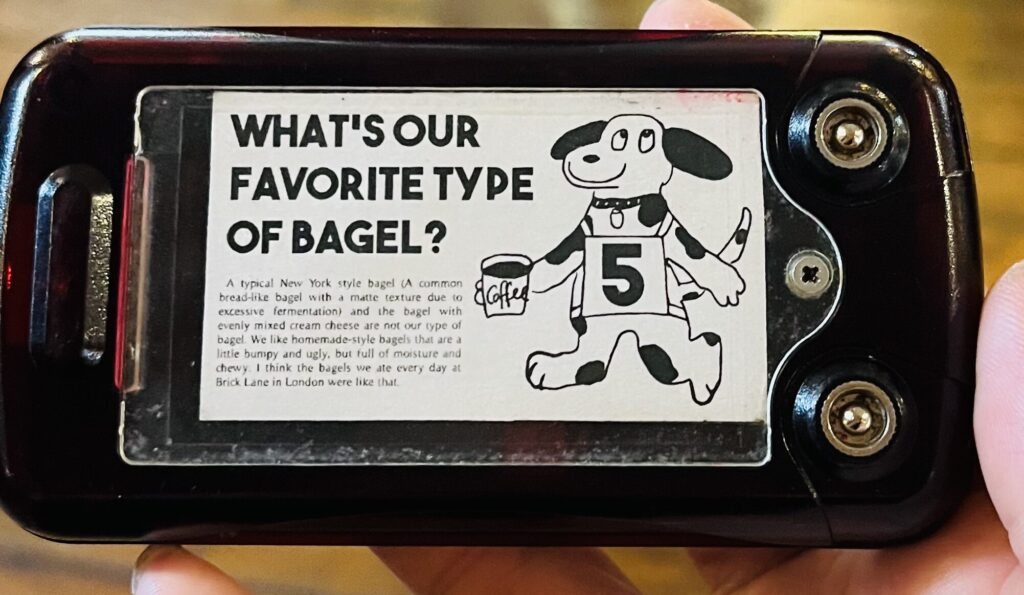 WHAT'S OUR
FAVORITE TYPE
OF BAGEL?
A typical New York style bagel (A common
bread-like bagel with a matte texture due to
excessive fermentation) and the bagel with
evenly mixed cream cheese are not our type of
bagel. We like homemade-style bagels that are a
little bumpy and ugly, but full of moisture and
chewy. I think the bagels we ate every day at
Brick Lane in London were like that.
Coffee
5